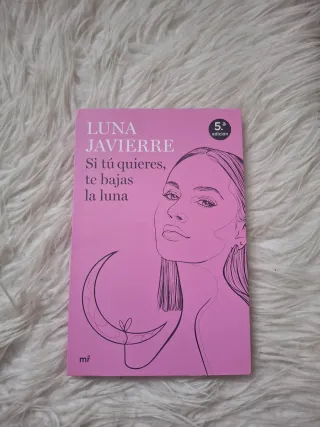 LUNA
JAVIERRE
5.ª
edición
Si tú quieres,
te bajas
la luna
mr